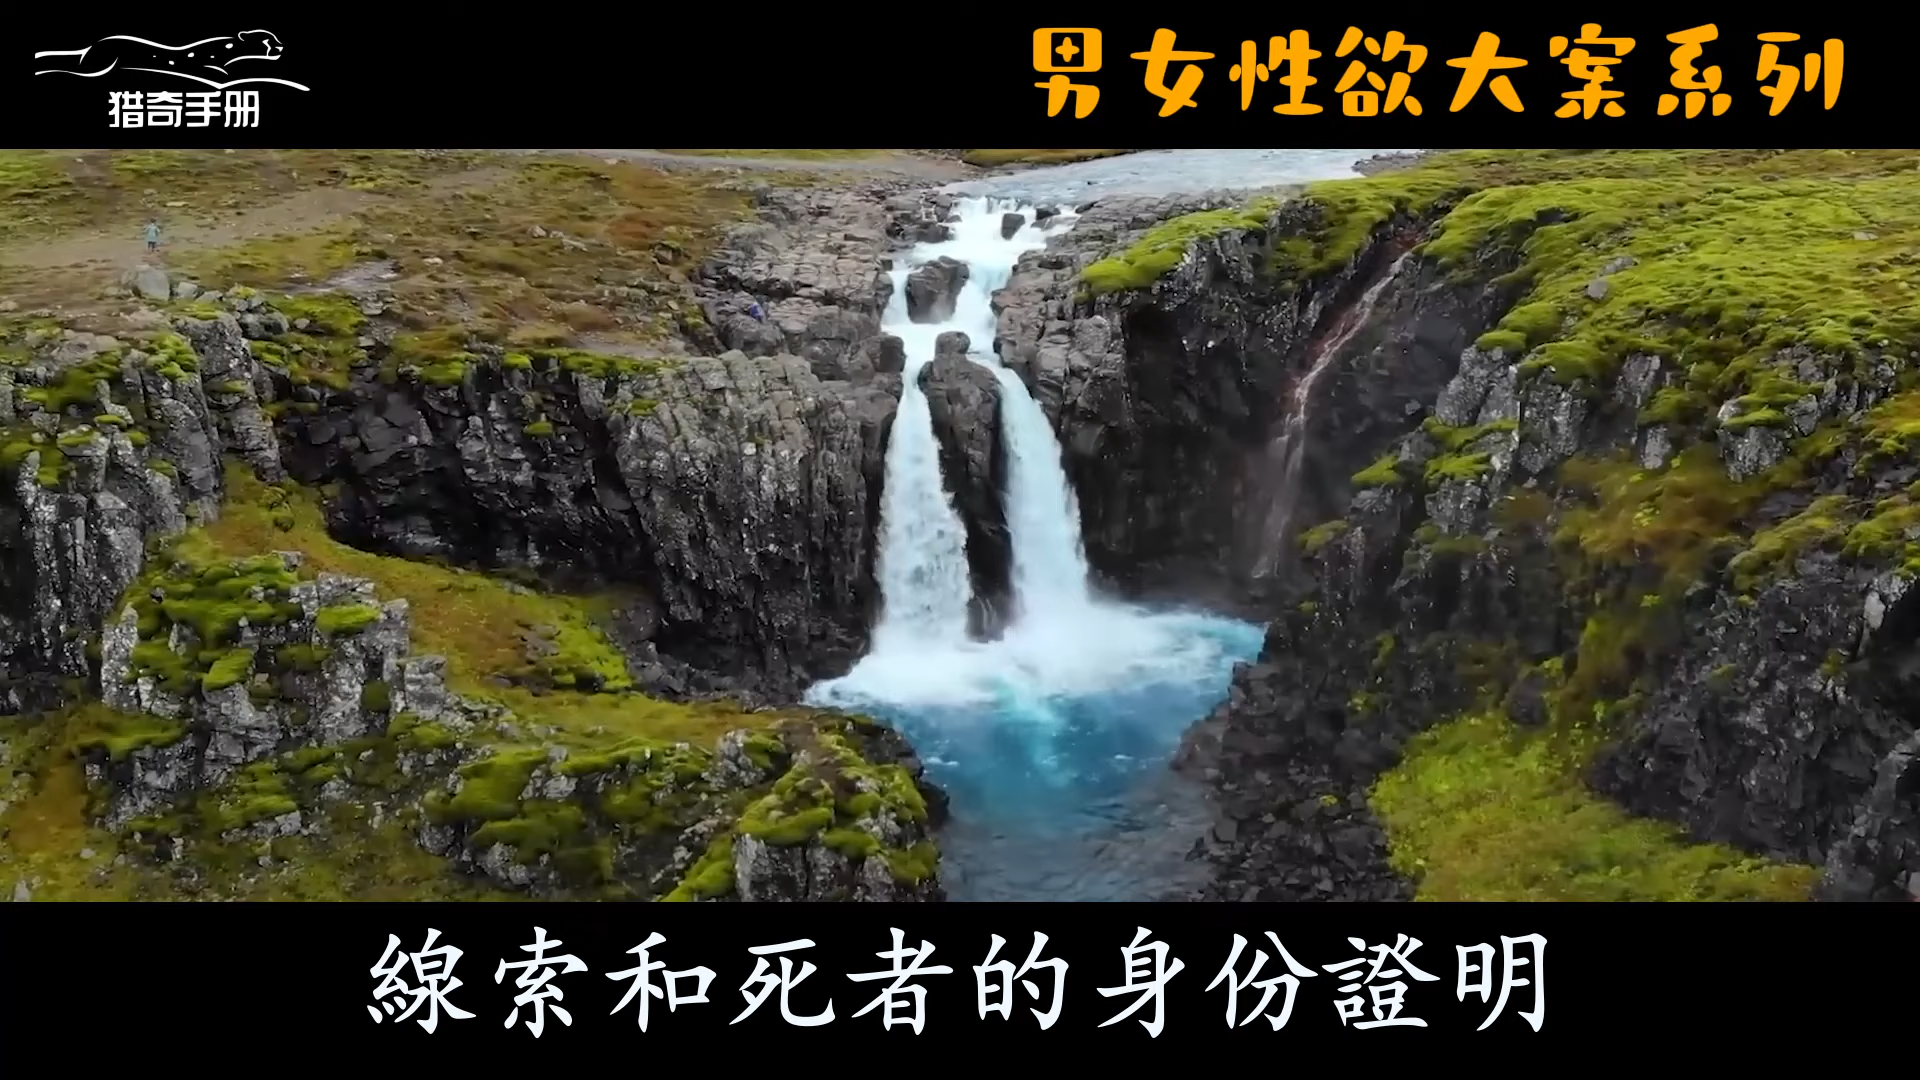 猎奇手册
男女性欲大案系列
線索和死者的身份證明